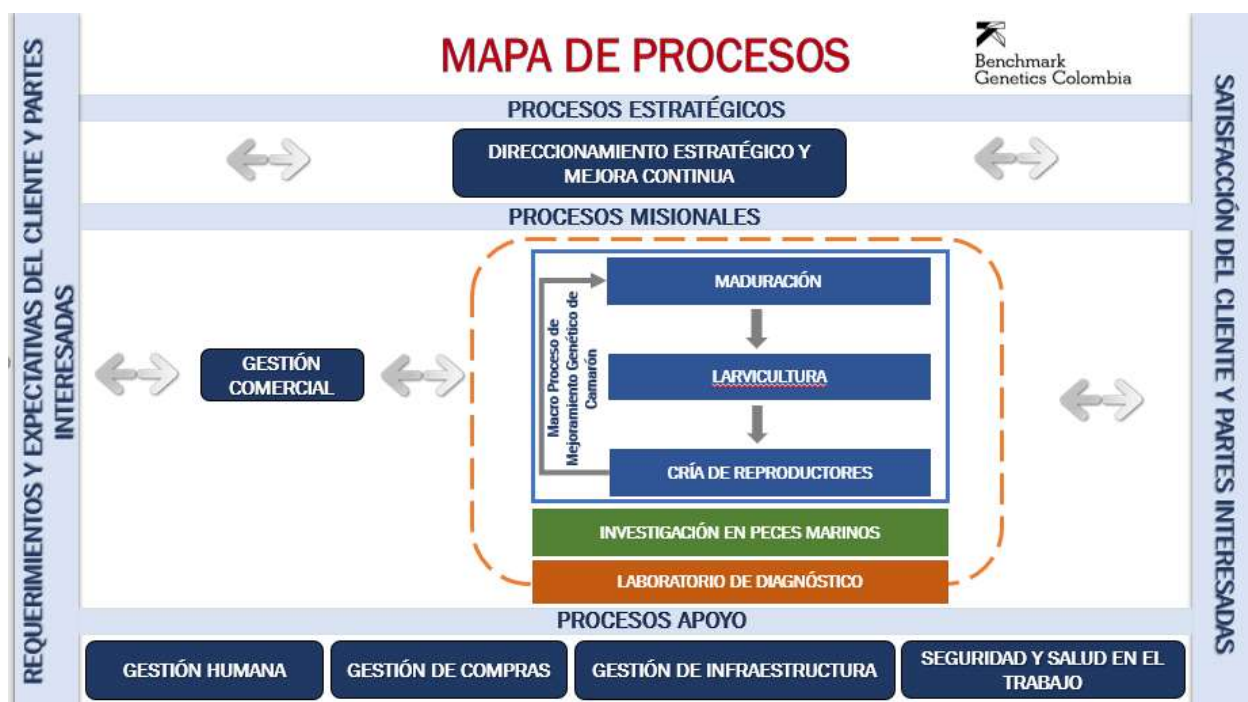 REQUERIMIENTOS Y EXPECTATIVAS DEL CLIENTE Y PARTES
INTERESADAS
MAPA DE PROCESOS
Benchmark
Genetics Colombia
PROCESOS ESTRATÉGICOS
DIRECCIONAMIENTO ESTRATÉGICO Y
MEJORA CONTINUA
PROCESOS MISIONALES
GESTIÓN
COMERCIAL
Macro Proceso de
Mejoramiento Genético de
Camarón
MADURACIÓN
LARVICULTURA
CRÍA DE REPRODUCTORES
INVESTIGACIÓN EN PECES MARINOS
LABORATORIO DE DIAGNÓSTICO
PROCESOS APOYO
GESTIÓN HUMANA
GESTIÓN DE COMPRAS
GESTIÓN DE INFRAESTRUCTURA
SEGURIDAD Y SALUD EN EL
TRABAJO
SATISFACCIÓN DEL CLIENTE Y PARTES INTERESADAS